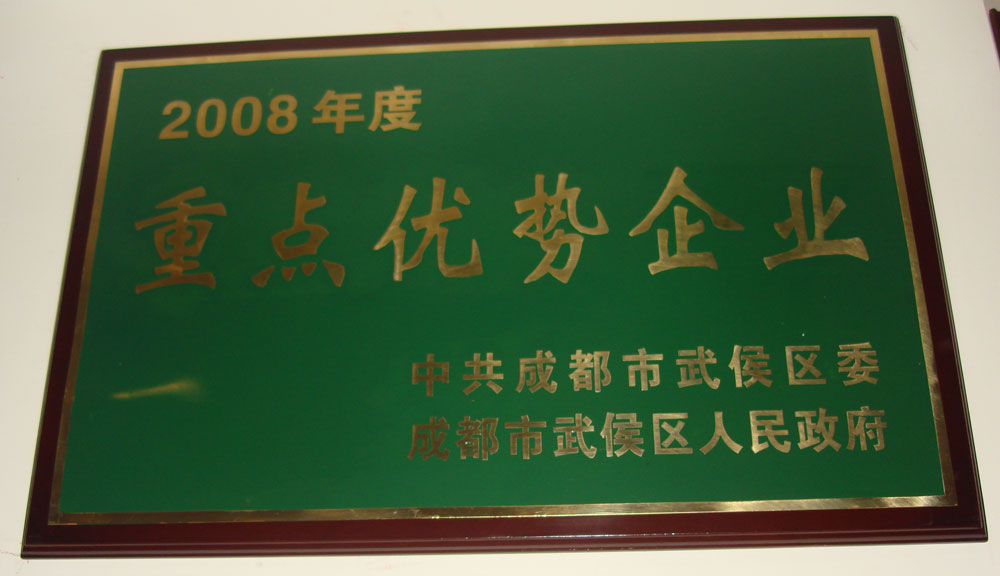 2008年度
重点优势企业
中共成都市武侯区委
成都市武侯区人民政府